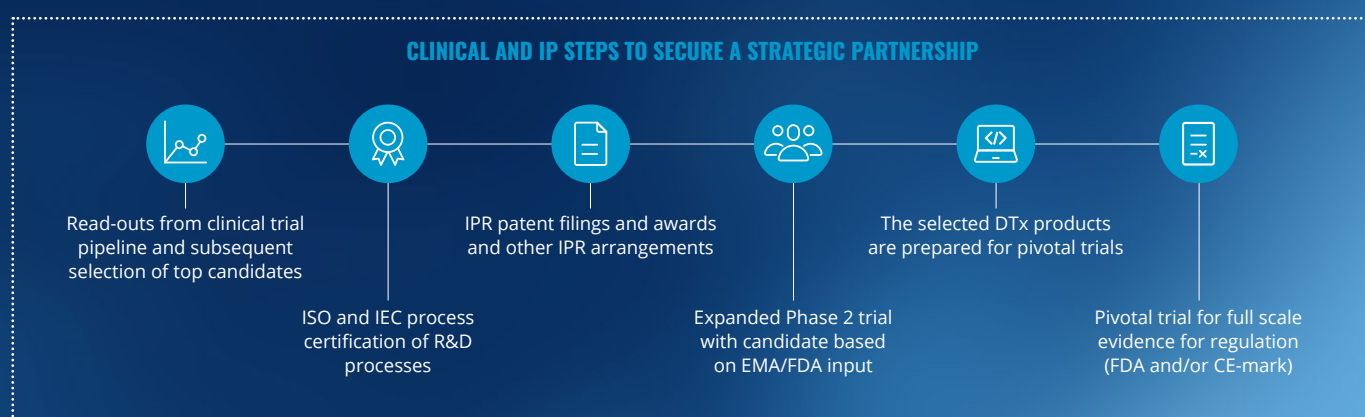 CLINICAL AND IP STEPS TO SECURE A STRATEGIC PARTNERSHIP
</>
Read-outs from clinical trial
pipeline and subsequent
selection of top candidates
ISO and IEC process
certification of R&D
processes
IPR patent filings and awards
and other IPR arrangements
Expanded Phase 2 trial
with candidate based
on EMA/FDA input
The selected DTx products
are prepared for pivotal trials
Pivotal trial for full scale
evidence for regulation
(FDA and/or CE-mark)